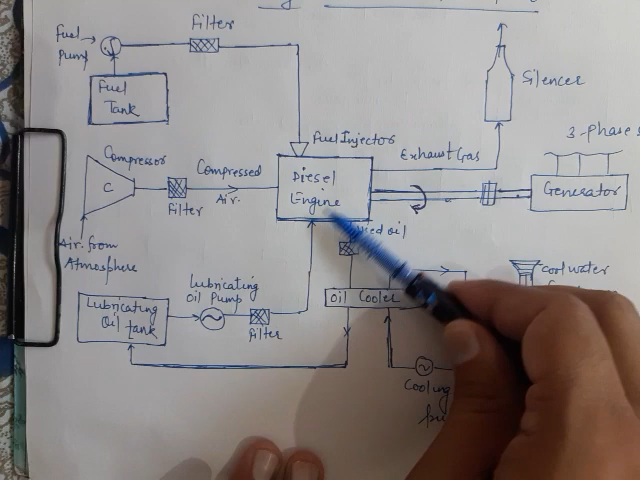 Filter
Fuel
Pump
Fuel
Tank
Silencer
Fuel Injector
3-phase
Exhaust Gas
Compressor
Compressed
C
Diesel
Engine
Generator
Filter
Air.
Air from
Atmosphere
oil
Lubricating
Oil Pump
cool water
Lubricating
Oil tank
Oil Cooler
Filter
Cooling